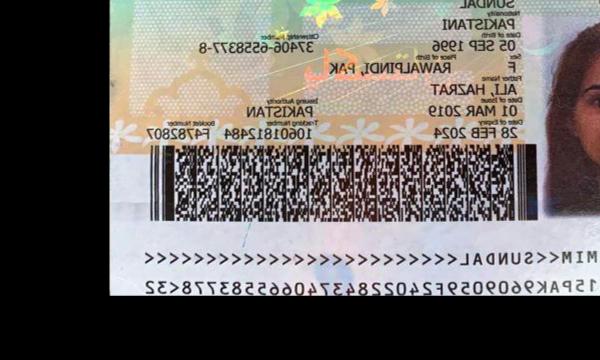 SUNDAL
Nationality
PAKISTANI
Date of Birth Citizenship Number
05 SEP 1996 37406-6558377-8
Sex Place of Birth
F RAWALPINDI, PAK
Father Name
ALI, HAZRAT
Date of Issue Issuing Authority
01 MAR 2019 PAKISTAN
Date of Expiry Tracking Number Booklet Number
28 FEB 2024 10601812484 F4782807
MIM<<SUNDAL<<<<<<<<<<<<<<<<<<<<<<<<<<<
15PAK9609059F24022843740665583778<32